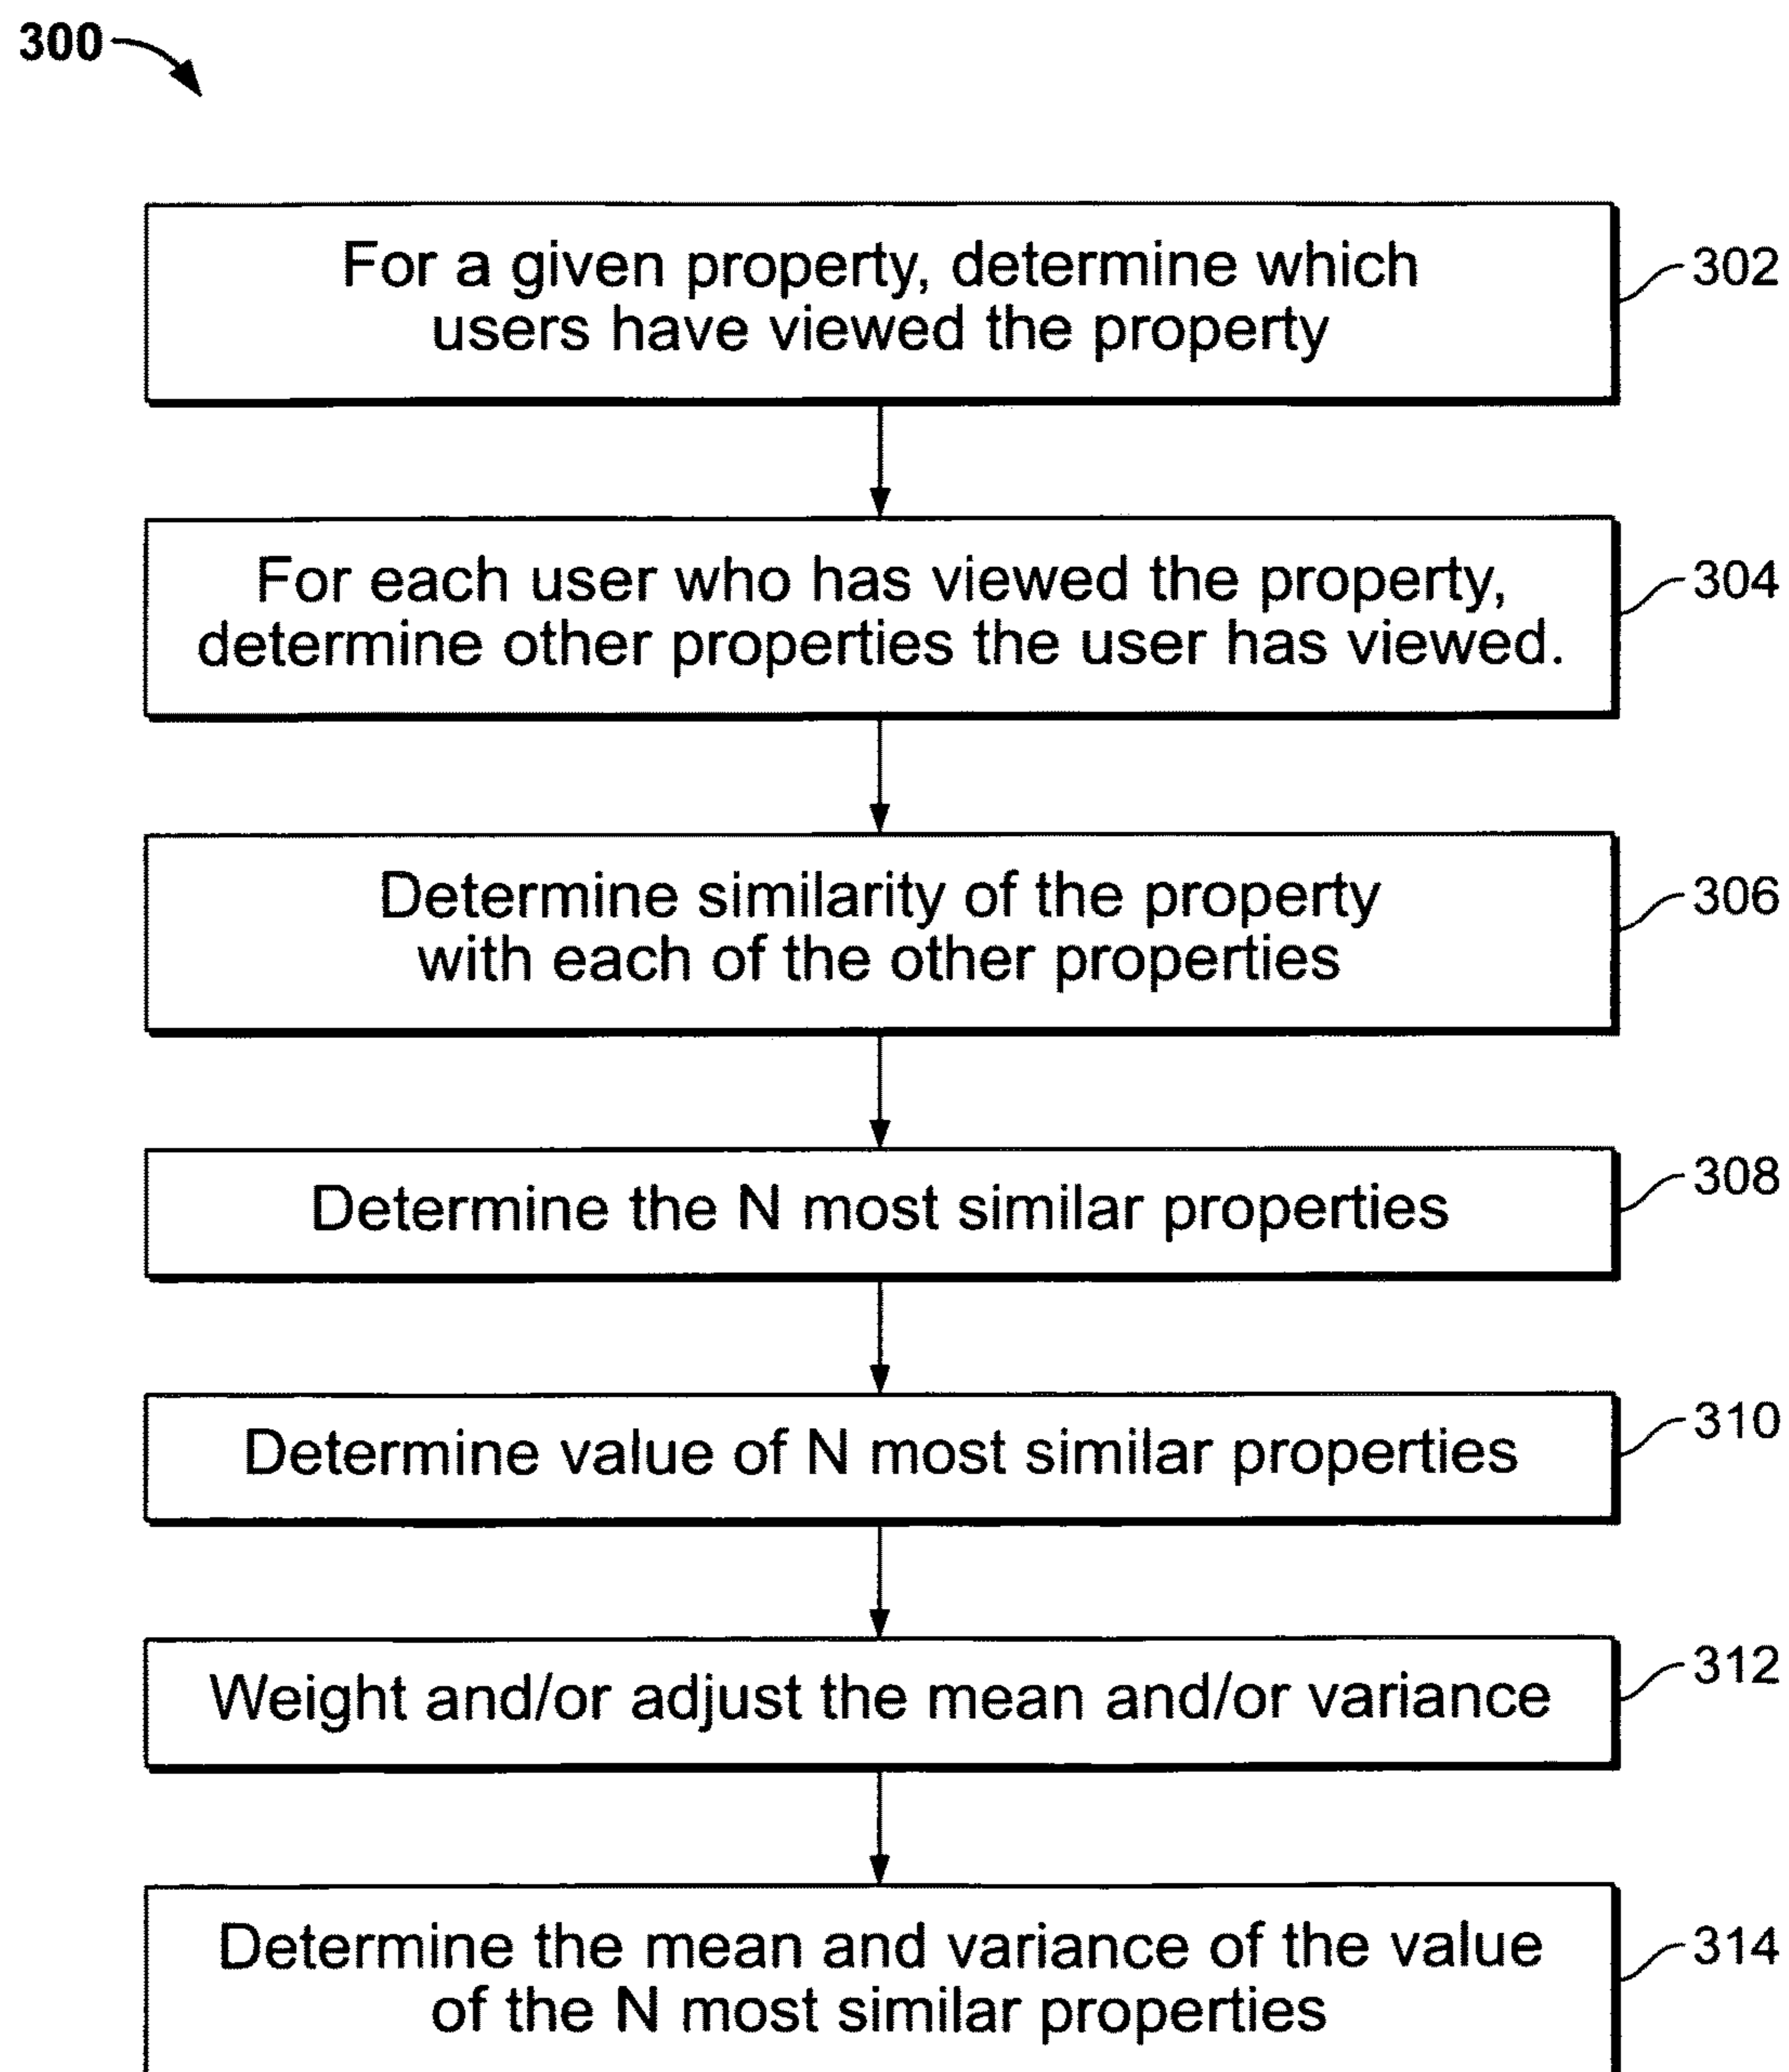 300
For a given property, determine which
users have viewed the property
302
For each user who has viewed the property,
determine other properties the user has viewed.
304
Determine similarity of the property
with each of the other properties
306
Determine the N most similar properties
308
Determine value of N most similar properties
310
Weight and/or adjust the mean and/or variance
312
Determine the mean and variance of the value
of the N most similar properties
314